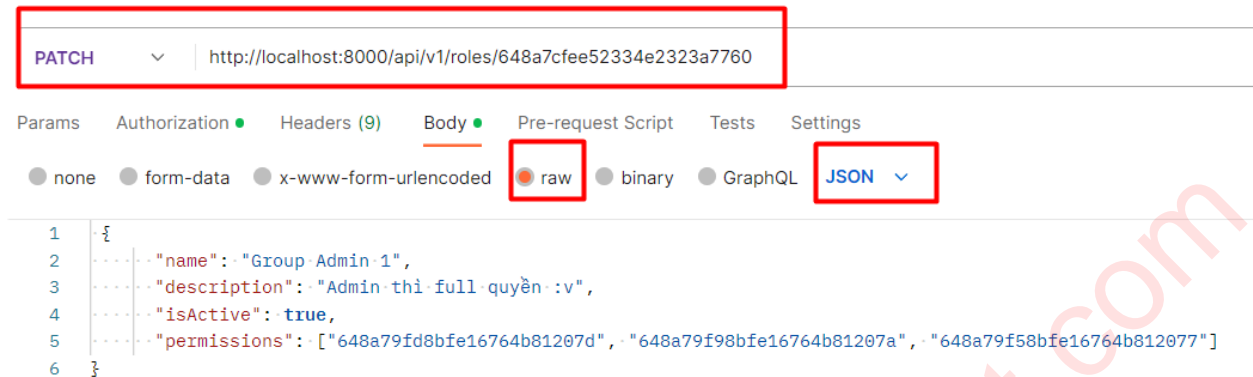 PATCH http://localhost:8000/api/v1/roles/648a7cfee52334e2323a7760
Params Authorization Headers (9) Body Pre-request Script Tests Settings
none form-data x-www-form-urlencoded raw binary GraphQL JSON
1 {
2 "name": "Group Admin 1",
3 "description": "Admin thì full quyền :v",
4 "isActive": true,
5 "permissions": ["648a79fd8bfe16764b81207d", "648a79f98bfe16764b81207a", "648a79f58bfe16764b812077"]
6 }
com